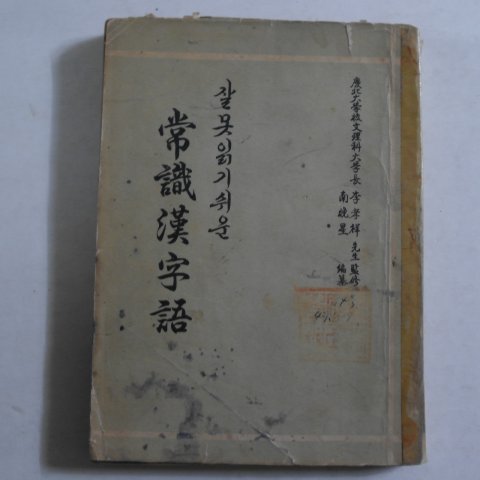 慶北大學校文理科大學長 李孝祥 先生 監修
南晩星 編纂
잘못읽기쉬운
常識漢字語